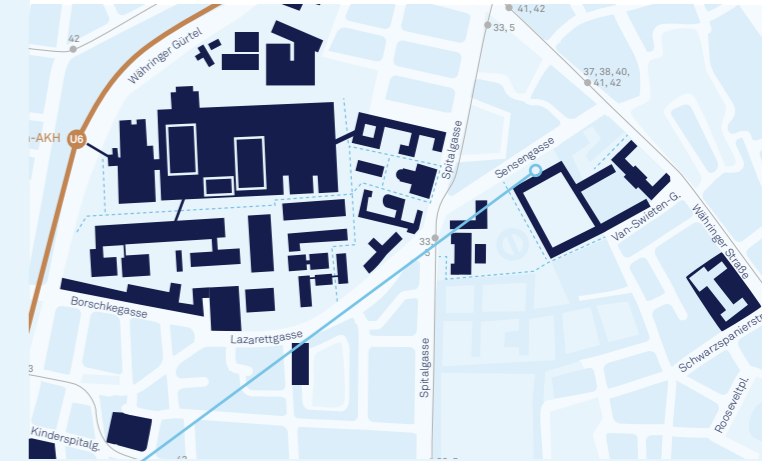 41, 42
33, 5
42
Währinger Gürtel
37, 38, 40,
41, 42
-AKH
U6
Spitalgasse
Sensengasse
Van-Swieten-G.
Währinger Straße
33
5
Borschkegasse
Lazarettgasse
Spitalgasse
Schwarzspanierstr
Rooseveltpl.
3
Kinderspitalg.